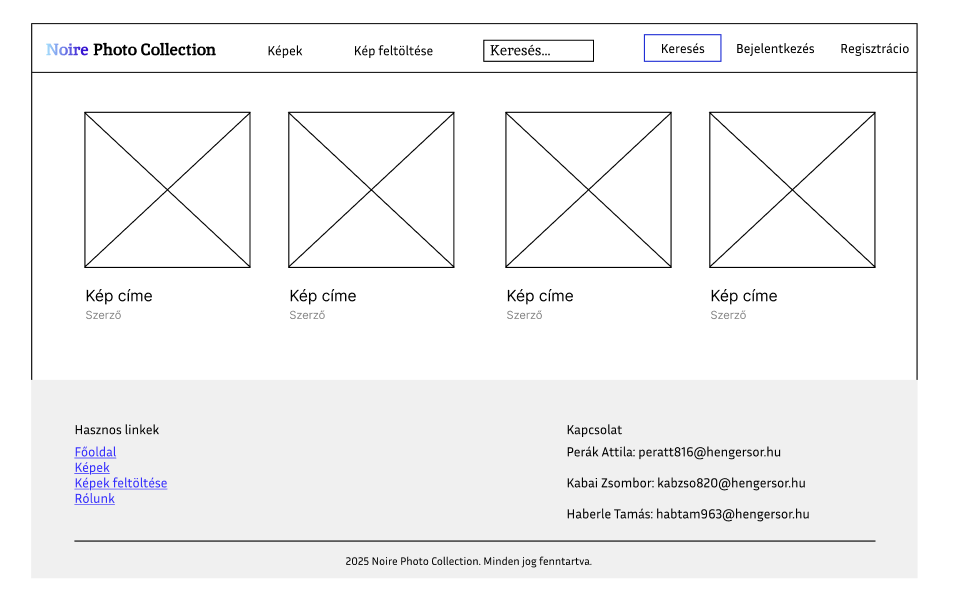 Noire Photo Collection Képek Kép feltöltése Keresés... Keresés Bejelentkezés Regisztrácio
Kép címe Kép címe Kép címe Kép címe
Szerző Szerző Szerző Szerző
Hasznos linkek
Főoldal
Képek
Képek feltöltése
Rólunk
Kapcsolat
Perák Attila: peratt816@hengersor.hu
Kabai Zsombor: kabzso820@hengersor.hu
Haberle Tamás: habtam963@hengersor.hu
2025 Noire Photo Collection. Minden jog fenntartva.